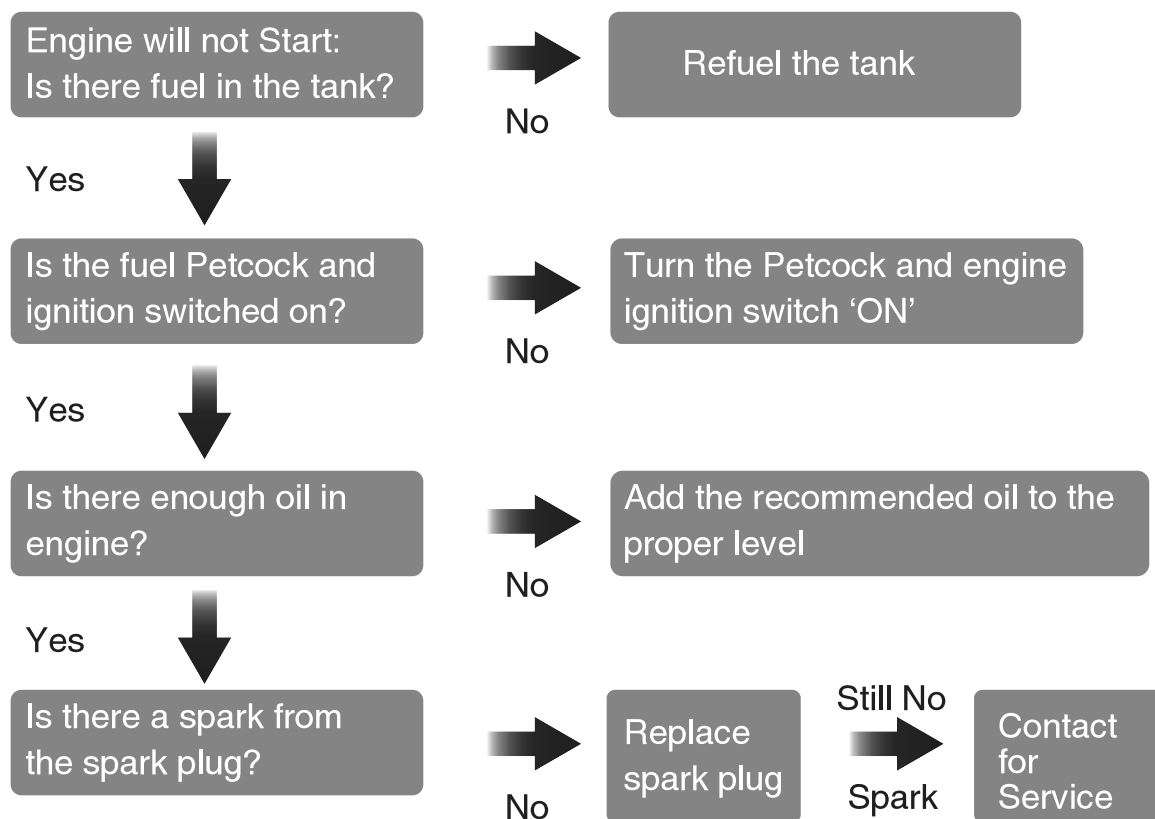 Engine will not Start:
Is there fuel in the tank?
No
Refuel the tank
Yes
Is the fuel Petcock and
ignition switched on?
No
Turn the Petcock and engine
ignition switch ‘ON’
Yes
Is there enough oil in
engine?
No
Add the recommended oil to the
proper level
Yes
Is there a spark from
the spark plug?
No
Replace
spark plug
Still No
Spark
Contact
for
Service